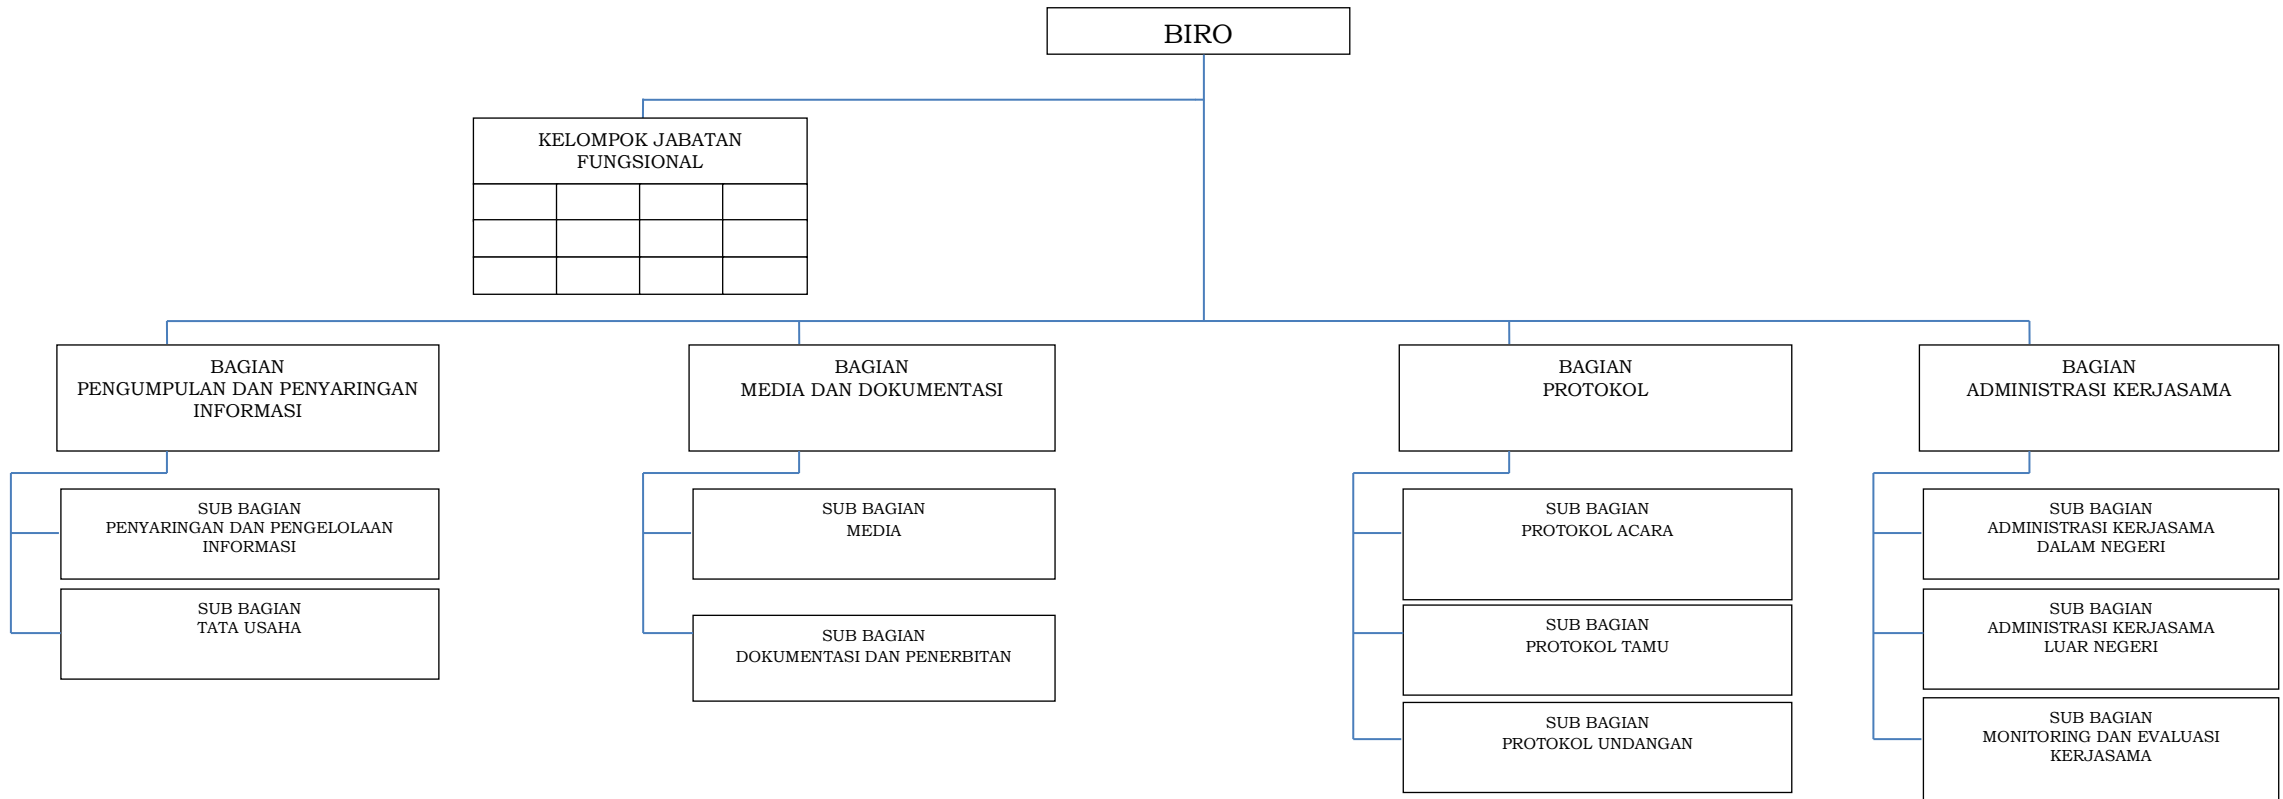 BIRO
KELOMPOK JABATAN
FUNGSIONAL
BAGIAN
PENGUMPULAN DAN PENYARINGAN
INFORMASI
BAGIAN
MEDIA DAN DOKUMENTASI
BAGIAN
PROTOKOL
BAGIAN
ADMINISTRASI KERJASAMA
SUB BAGIAN
PENYARINGAN DAN PENGELOLAAN
INFORMASI
SUB BAGIAN
TATA USAHA
SUB BAGIAN
MEDIA
SUB BAGIAN
DOKUMENTASI DAN PENERBITAN
SUB BAGIAN
PROTOKOL ACARA
SUB BAGIAN
PROTOKOL TAMU
SUB BAGIAN
PROTOKOL UNDANGAN
SUB BAGIAN
ADMINISTRASI KERJASAMA
DALAM NEGERI
SUB BAGIAN
ADMINISTRASI KERJASAMA
LUAR NEGERI
SUB BAGIAN
MONITORING DAN EVALUASI
KERJASAMA